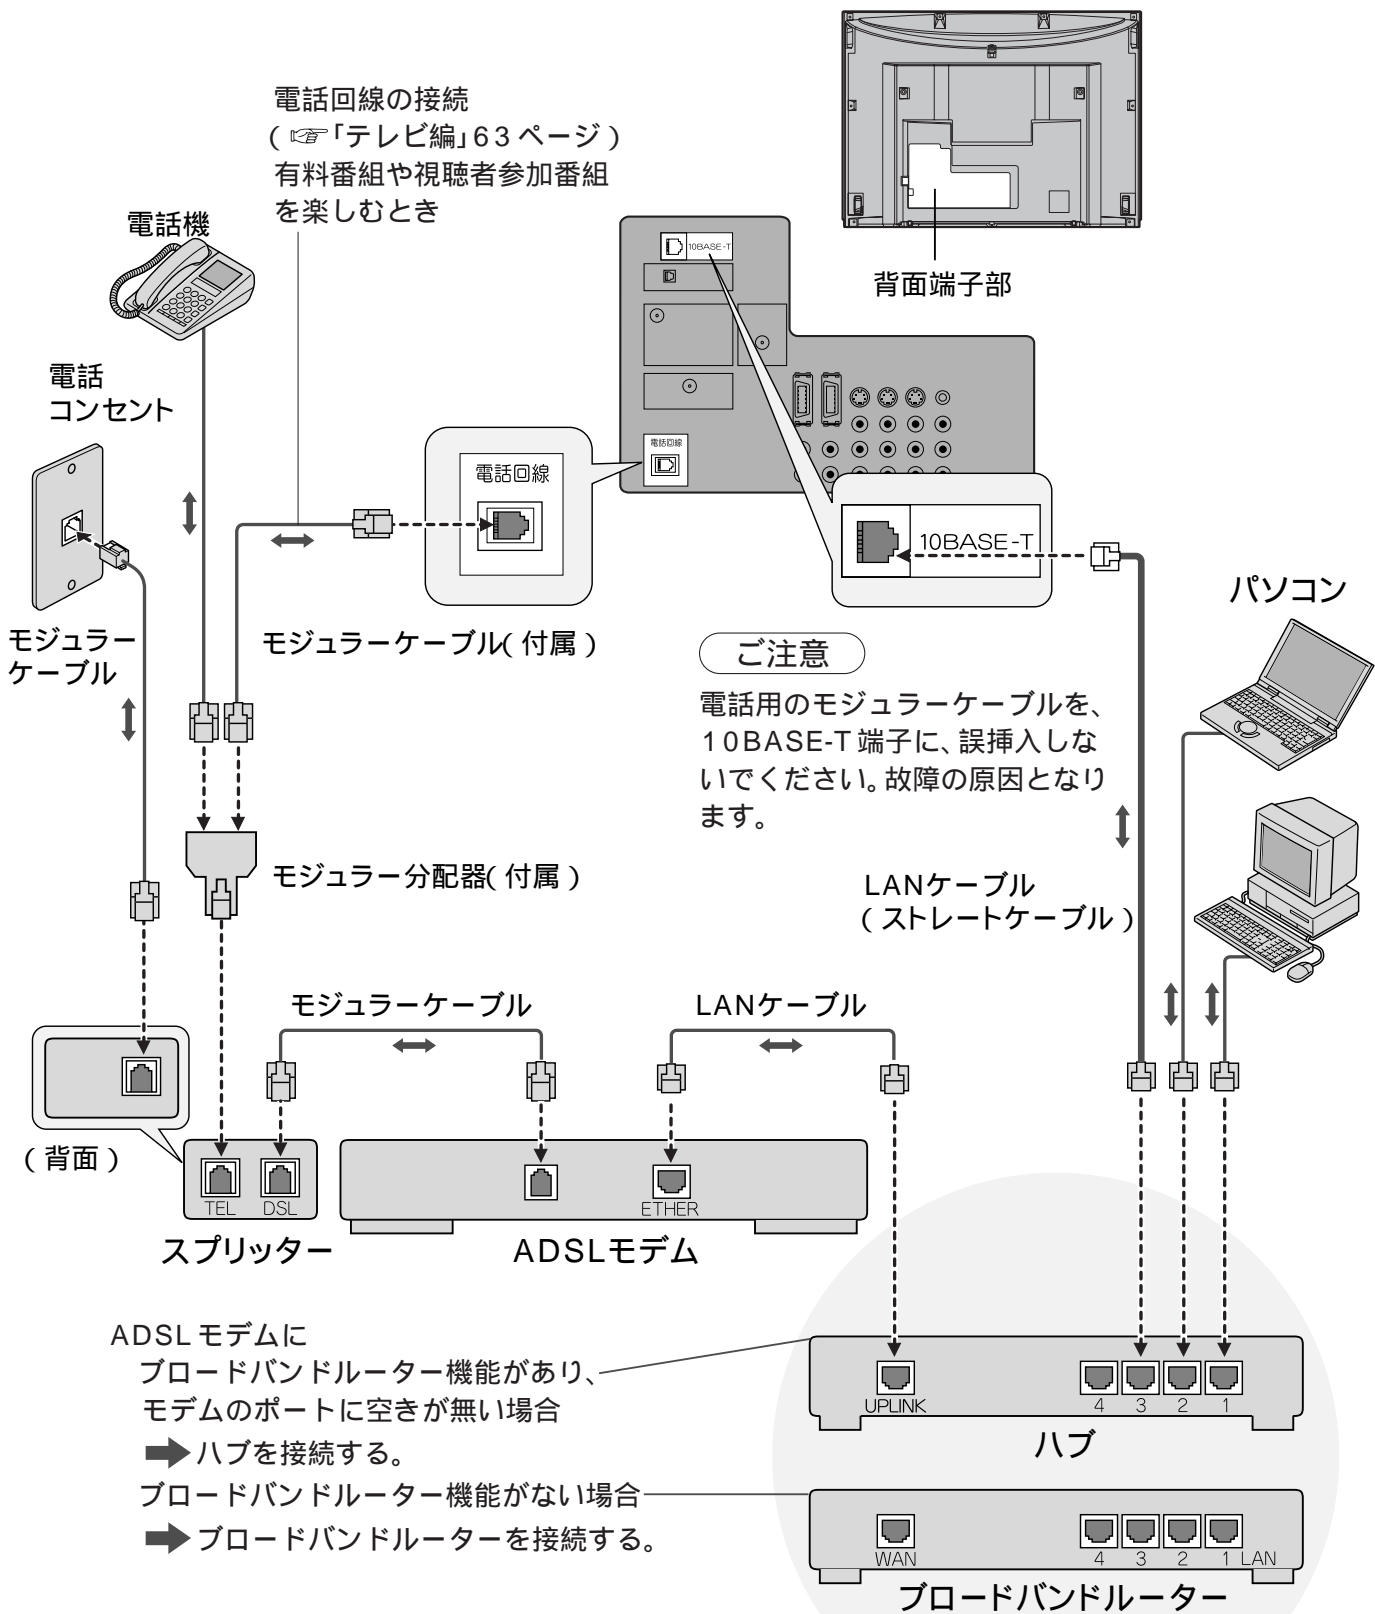 電話回線の接続
(☞「テレビ編」63ページ)
有料番組や視聴者参加番組
を楽しむとき
電話機
背面端子部
10BASE-T
電話
コンセント
電話回線
電話回線
10BASE-T
パソコン
モジュラー
ケーブル
モジュラーケーブル(付属)
ご注意
電話用のモジュラーケーブルを、
10BASE-T端子に、誤挿入しな
いでください。故障の原因となり
ます。
モジュラー分配器(付属)
LANケーブル
(ストレートケーブル)
モジュラーケーブル
LANケーブル
(背面)
TEL DSL
ETHER
スプリッター
ADSLモデム
ADSLモデムに
ブロードバンドルーター機能があり、
モデムのポートに空きが無い場合
➡ハブを接続する。
ブロードバンドルーター機能がない場合
➡ブロードバンドルーターを接続する。
UPLINK 4 3 2 1
ハブ
WAN 4 3 2 1 LAN
ブロードバンドルーター